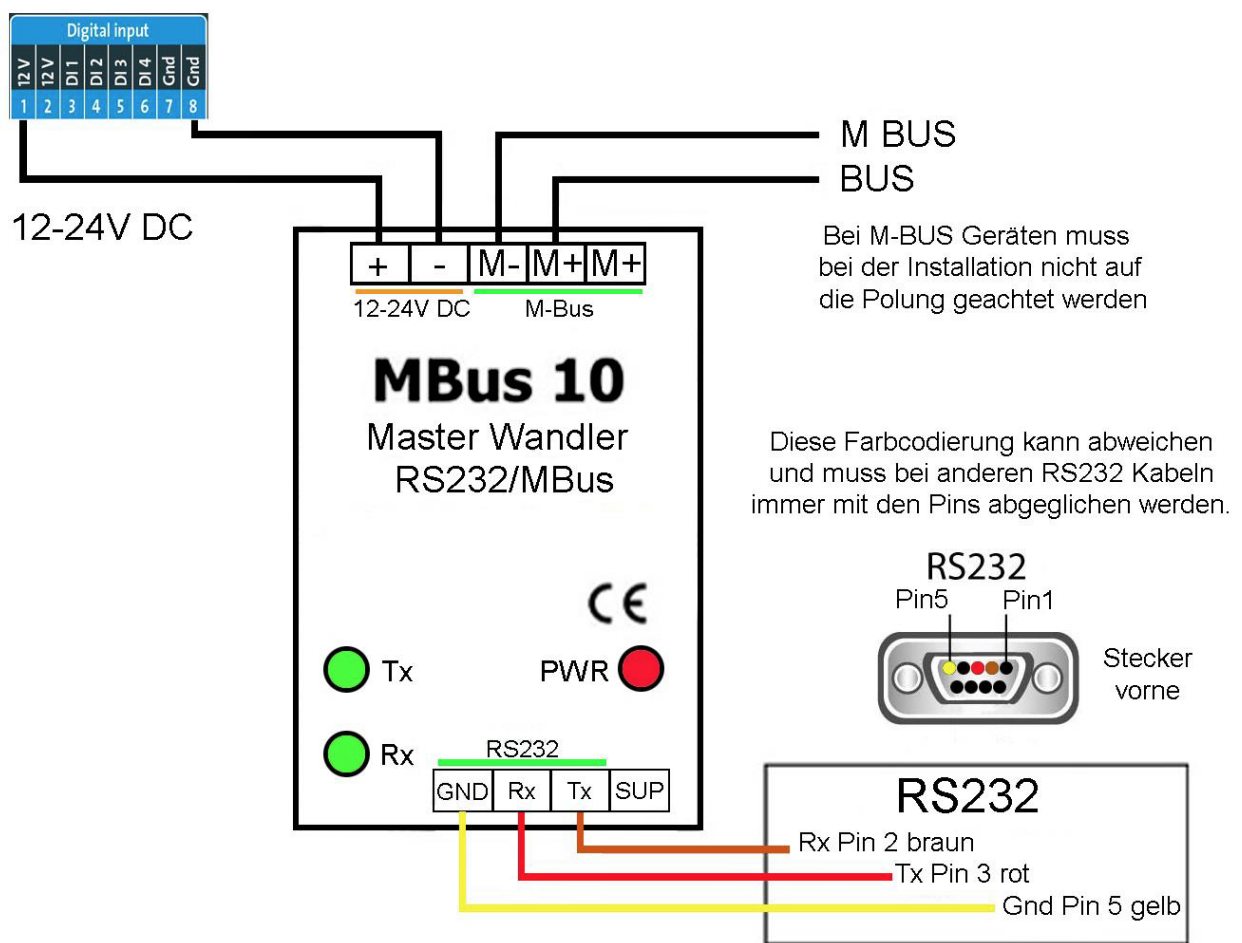 Digital input
12 V 12 V DI 1 DI 2 DI 3 DI 4 Gnd Gnd
1 2 3 4 5 6 7 8
M BUS
BUS
12-24V DC
Bei M-BUS Geräten muss
bei der Installation nicht auf
die Polung geachtet werden
+ - M- M+ M+
12-24V DC M-Bus
MBus 10
Master Wandler
RS232/MBus
Diese Farbcodierung kann abweichen
und muss bei anderen RS232 Kabeln
immer mit den Pins abgeglichen werden.
RS232
Pin5 Pin1
Stecker
vorne
CE
Tx PWR
Rx
RS232
GND Rx Tx SUP
RS232
Rx Pin 2 braun
Tx Pin 3 rot
Gnd Pin 5 gelb